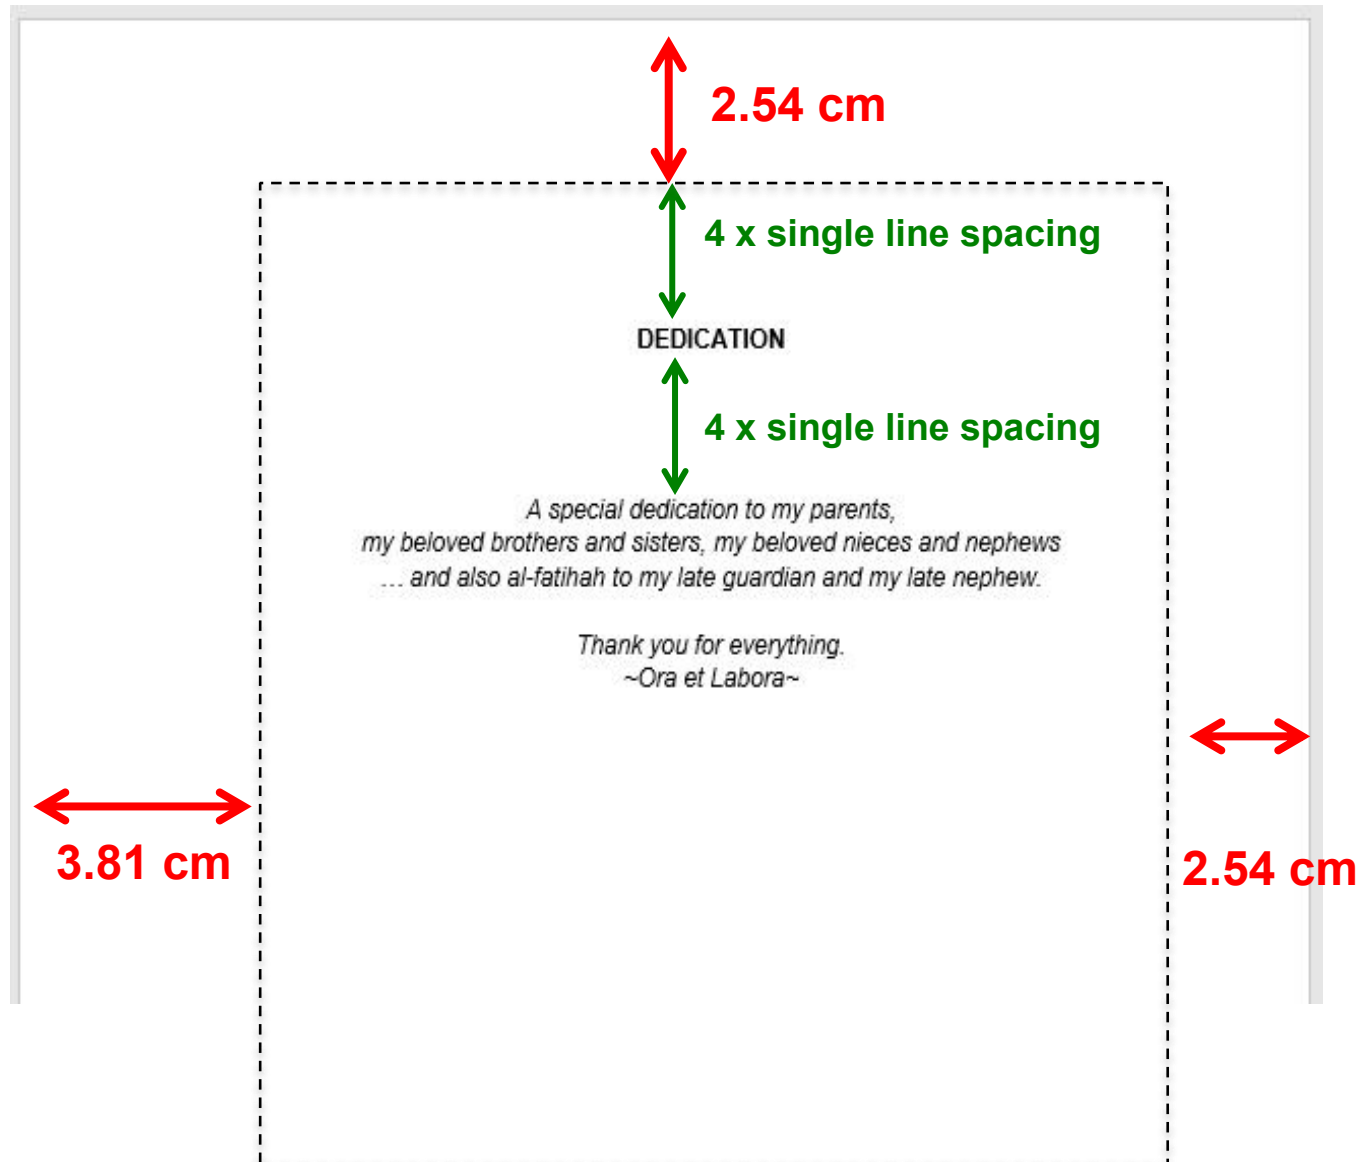 2.54 cm
4 x single line spacing
DEDICATION
4 x single line spacing
A special dedication to my parents,
my beloved brothers and sisters, my beloved nieces and nephews
... and also al-fatihah to my late guardian and my late nephew.
Thank you for everything.
~Ora et Labora~
3.81 cm
2.54 cm